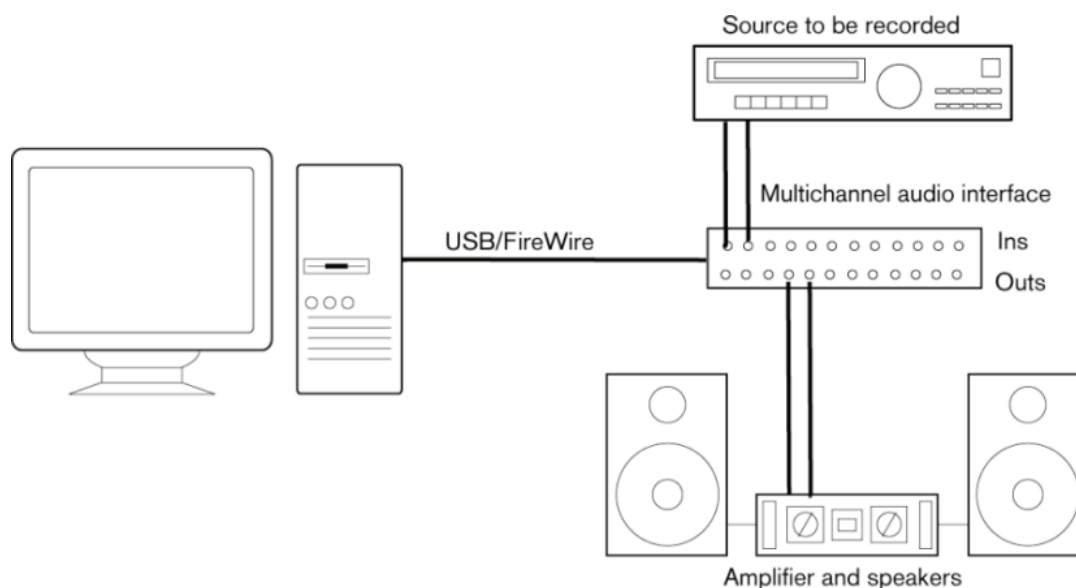 Source to be recorded
Multichannel audio interface
USB/FireWire
Ins
Outs
Amplifier and speakers